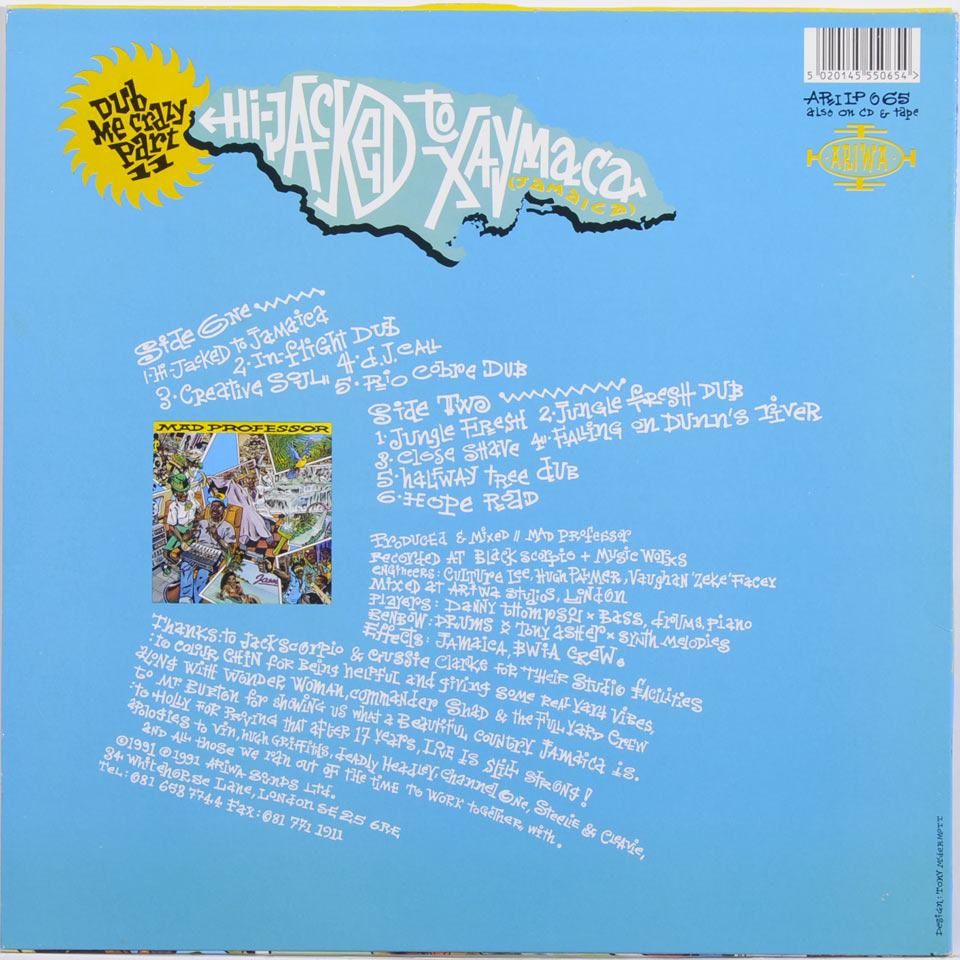 Dub
Me Crazy
Part
11
Hi-Jacked to Xaymaca
(Jamaica)
5 020145 550654 >
ARILP 065
also on CD & tape
ARIWA
Side One
1. Hi-Jacked to Jamaica
2. In-flight Dub
3. Creative Soul 4. d.J. Call
5. Rio Cobre Dub
Side Two
1. Jungle Fresh 2. Jungle Fresh Dub
3. Close Shave 4. Falling on Dunn's river
5. halfway tree dub
6. Hope Road
MAD PROFESSOR
Jam
Produced & Mixed // Mad Professor
Recorded at Black Scorpio + Music Works
engineers: Culture Lee, Hugh Palmer, Vaughan 'Zeke' Facey
Mixed at Ariwa Studios, London
Players: Danny thompson x Bass, drums, piano
Benbow: Drums x Tony Asher x Synth Melodies
Effects: Jamaica, BWIA Crew.
Thanks: to Jack Scorpio & Gussie Clarke for their Studio facilities
: to Colour Chin for Being helpful and giving some real Yard Vibes,
along with Wonder Woman, Commander Shad & the Full Yard Crew
to Mr Burton for showing us what a Beautiful country Jamaica is.
: to Holly for Proving that after 17 years, Live is still strong!
apologies to Vin, Hugh Griffitis, Deadly Headley, Channel One, Steelie & Cleavie,
and all those we ran out of the time to work together, with.
©1991 ℗1991 Ariwa Sounds Ltd.
34 Whitehorse Lane, London SE25 6RE
Tel: 081 653 7744 Fax: 081 771 1911
Design: Tony McDermott